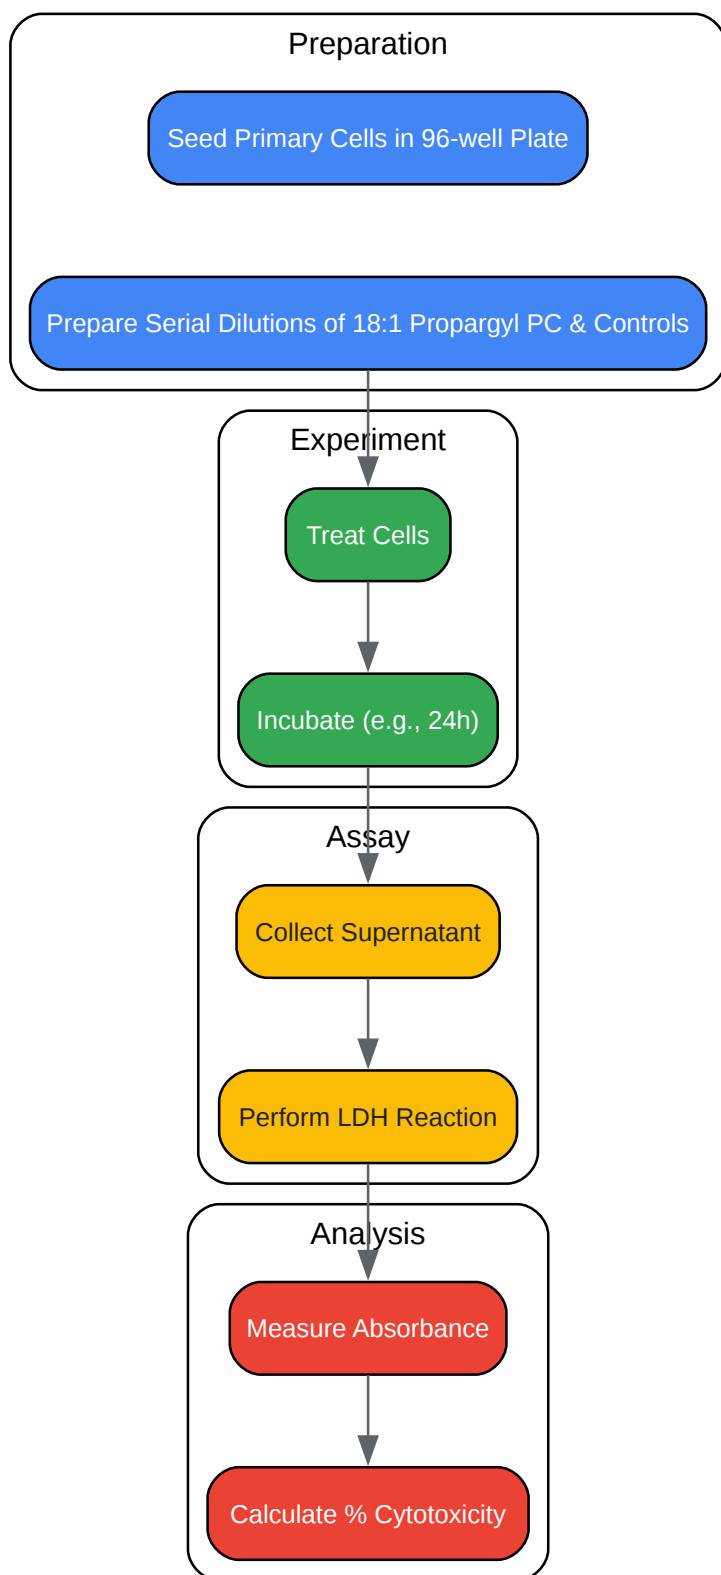 Preparation
Seed Primary Cells in 96-well Plate
Prepare Serial Dilutions of 18:1 Propargyl PC & Controls
Experiment
Treat Cells
Incubate (e.g., 24h)
Assay
Collect Supernatant
Perform LDH Reaction
Analysis
Measure Absorbance
Calculate % Cytotoxicity